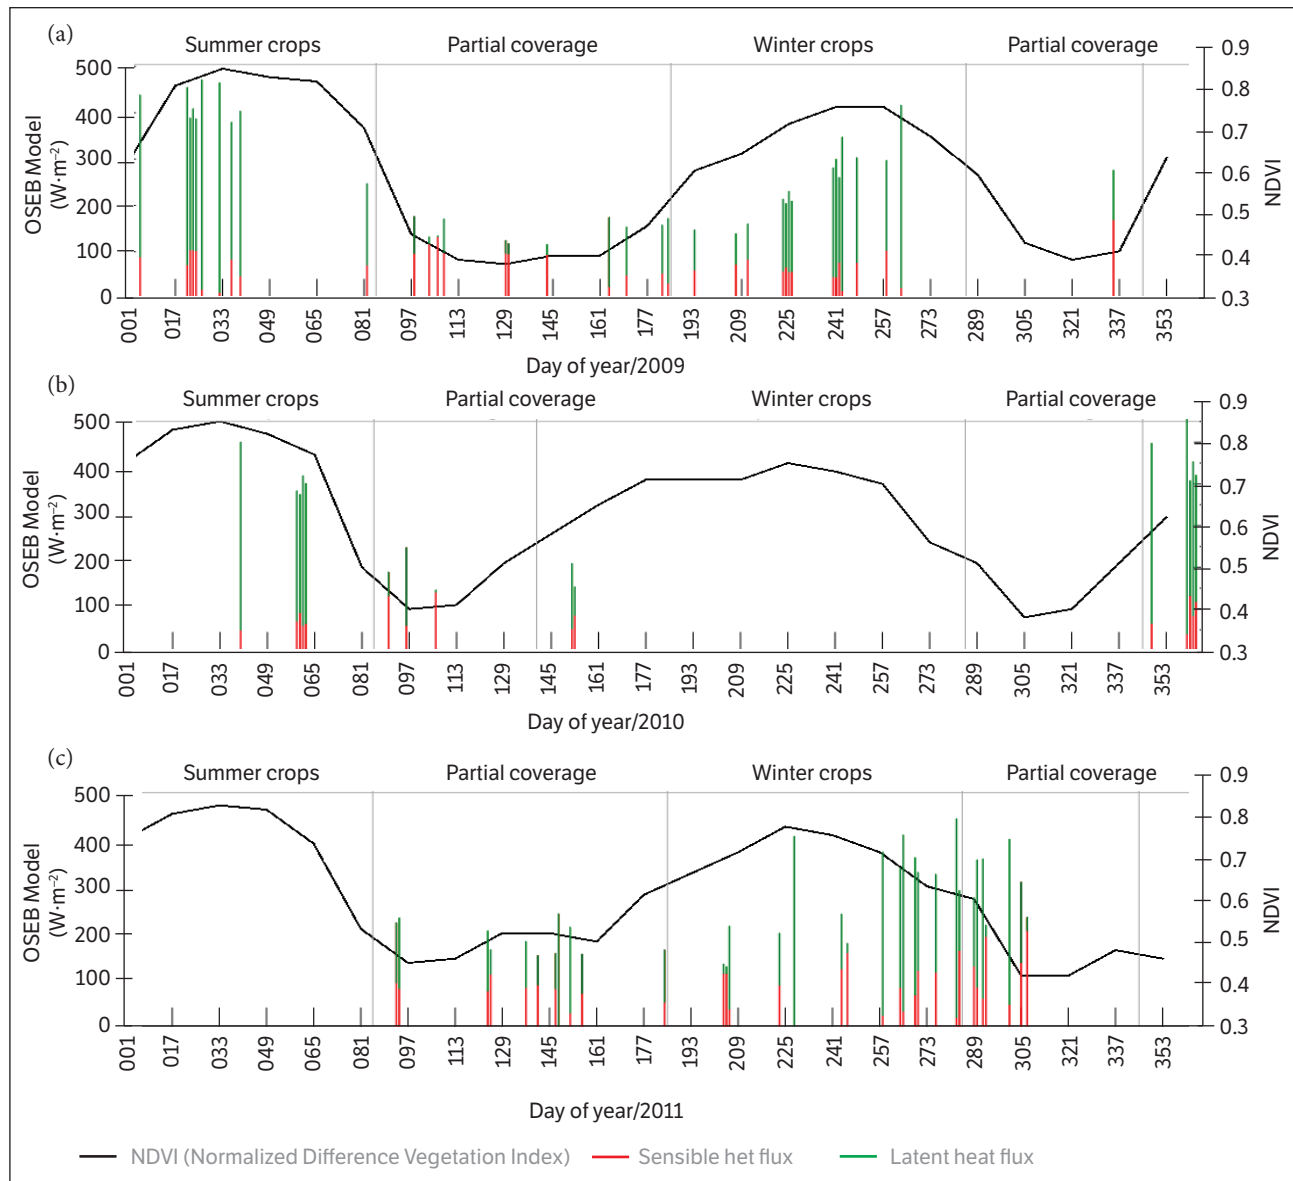 (a)
Summer crops Partial coverage Winter crops Partial coverage
500
400
300
200
100
0
OSEB Model
(W·m⁻²)
0.9
0.8
0.7
0.6
0.5
0.4
0.3
NDVI
001 017 033 049 065 081 097 113 129 145 161 177 193 209 225 241 257 273 289 305 321 337 353
Day of year/2009
(b)
Summer crops Partial coverage Winter crops Partial coverage
500
400
300
200
100
0
OSEB Model
(W·m⁻²)
0.9
0.8
0.7
0.6
0.5
0.4
0.3
NDVI
001 017 033 049 065 081 097 113 129 145 161 177 193 209 225 241 257 273 289 305 321 337 353
Day of year/2010
(c)
Summer crops Partial coverage Winter crops Partial coverage
500
400
300
200
100
0
OSEB Model
(W·m⁻²)
0.9
0.8
0.7
0.6
0.5
0.4
0.3
NDVI
001 017 033 049 065 081 097 113 129 145 161 177 193 209 225 241 257 273 289 305 321 337 353
Day of year/2011
NDVI (Normalized Difference Vegetation Index) Sensible het flux Latent heat flux